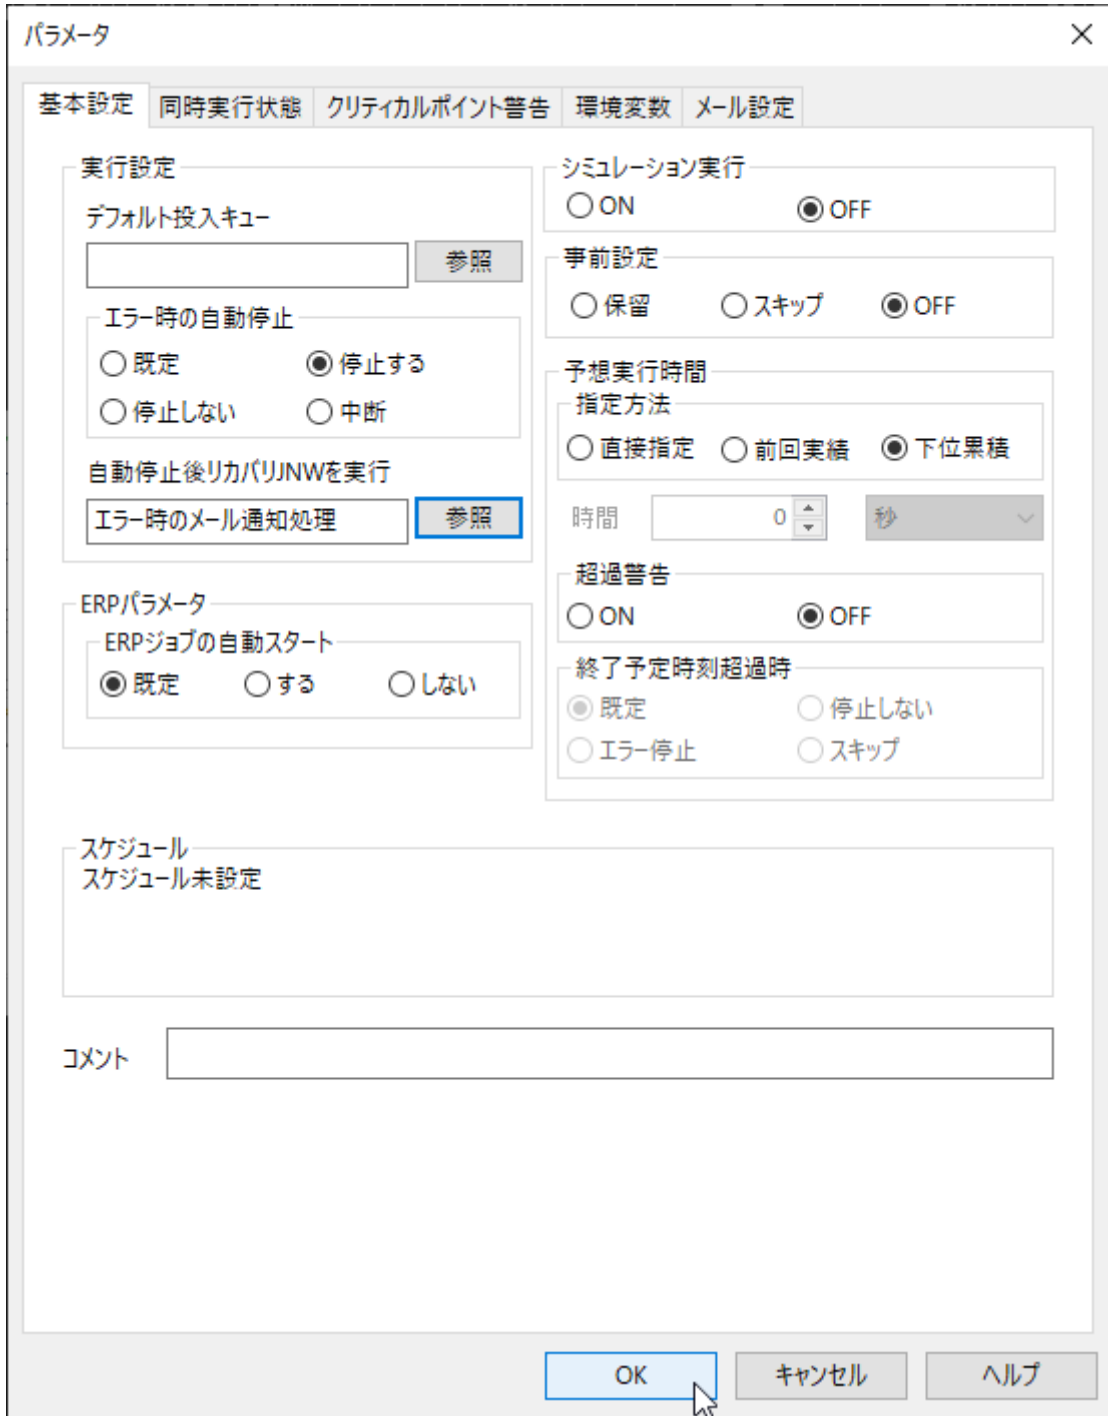 パラメータ
基本設定 同時実行状態 クリティカルポイント警告 環境変数 メール設定
実行設定
デフォルト投入キュー
参照
エラー時の自動停止
既定 停止する
停止しない 中断
自動停止後リカバリJNWを実行
エラー時のメール通知処理 参照
ERPパラメータ
ERPジョブの自動スタート
既定 する しない
シミュレーション実行
ON OFF
事前設定
保留 スキップ OFF
予想実行時間
指定方法
直接指定 前回実績 下位累積
時間 0 秒
超過警告
ON OFF
終了予定時刻超過時
既定 停止しない
エラー停止 スキップ
スケジュール
スケジュール未設定
コメント
OK キャンセル ヘルプ